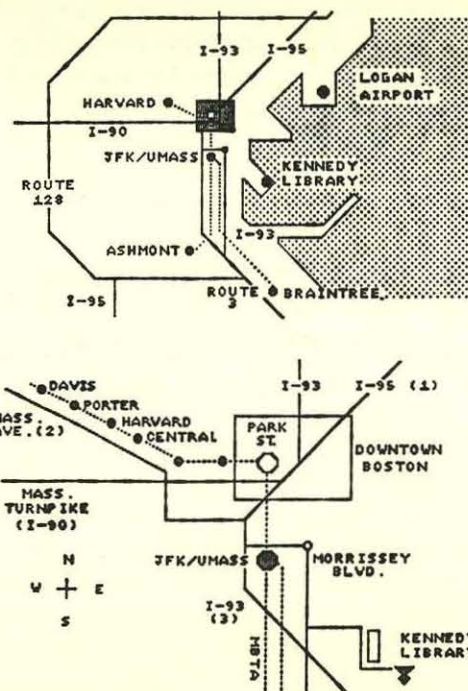 I-93
I-95
LOGAN
AIRPORT
HARVARD
I-90
JFK/UMASS
KENNEDY
LIBRARY
ROUTE
128
I-93
ASHMONT
ROUTE
3
BRAINTREE
I-95
DAVIS
PORTER
HARVARD
CENTRAL
MASS.
AVE. (2)
I-93
I-95 (1)
PARK
ST.
DOWNTOWN
BOSTON
MASS.
TURNPIKE
(I-90)
N
W E
S
JFK/UMASS
MORRISSEY
BLVD.
I-93
(3)
MBTA
KENNEDY
LIBRARY